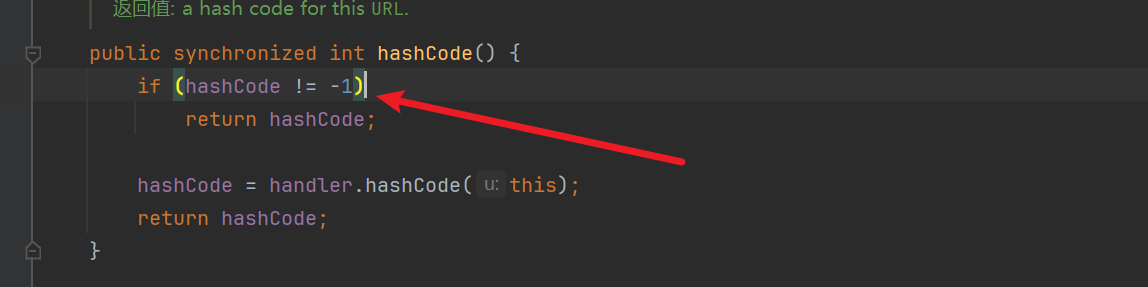 返回值: a hash code for this URL.
public synchronized int hashCode() {
if (hashCode != -1)
return hashCode;
hashCode = handler.hashCode( u: this);
return hashCode;
}